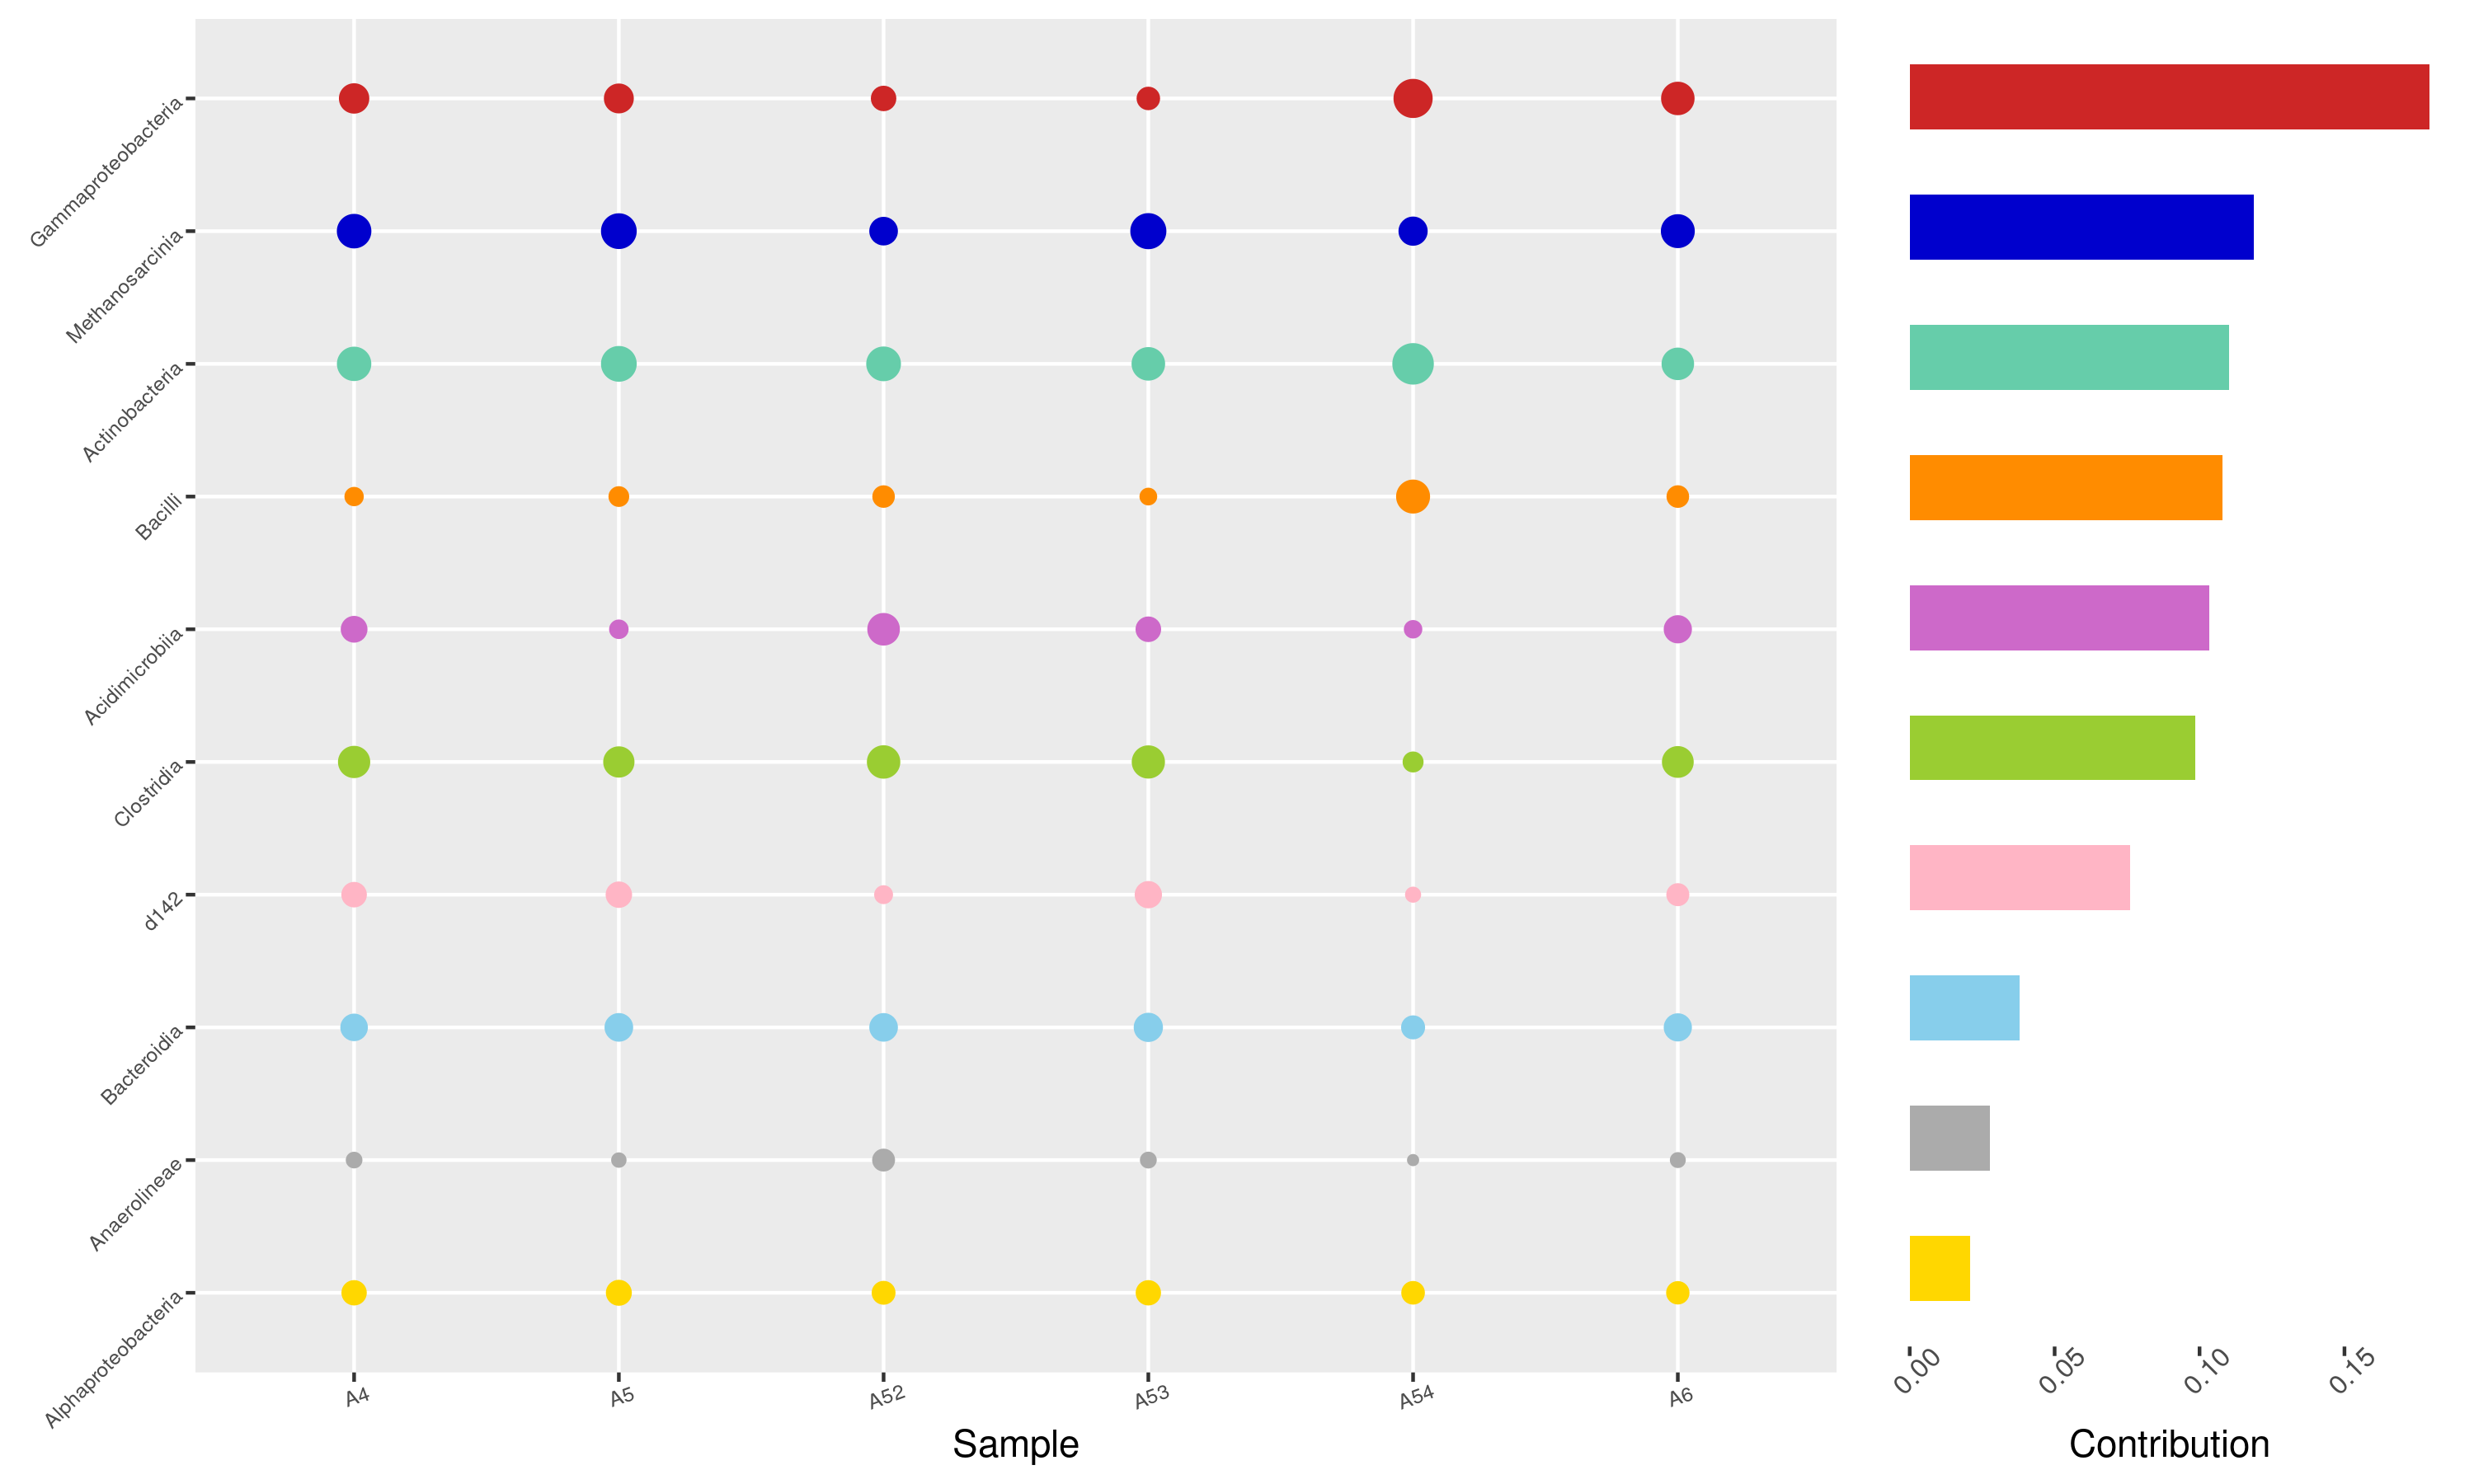 Gammaproteobacteria
Methanosarcinia
Actinobacteria
Bacilli
Acidimicrobiia
Clostridia
d142
Bacteroidia
Anaerolineae
Alphaproteobacteria
A4 A5 A52 A53 A54 A6
Sample
0.00 0.05 0.10 0.15
Contribution